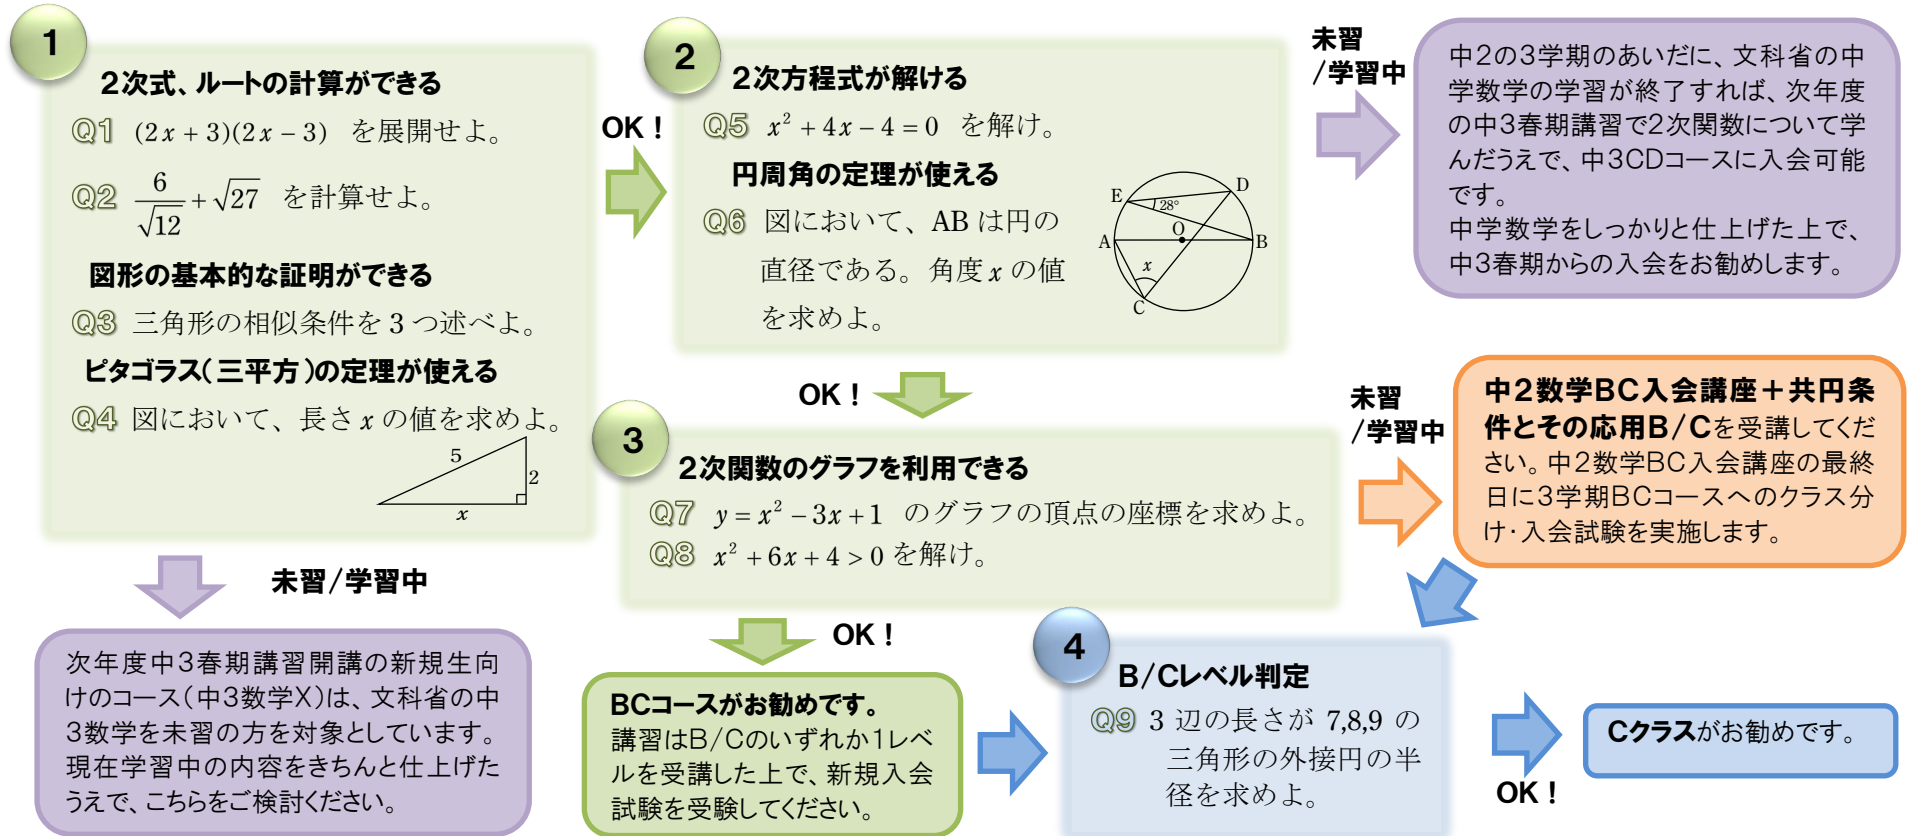 1
2次式、ルートの計算ができる
Q1 (2x+3)(2x−3) を展開せよ。
Q2 6/√12+√27 を計算せよ。
図形の基本的な証明ができる
Q3 三角形の相似条件を3つ述べよ。
ピタゴラス(三平方)の定理が使える
Q4 図において、長さxの値を求めよ。
5
2
x
OK！
未習/学習中
次年度中3春期講習開講の新規生向
けのコース(中3数学X)は、文科省の中
3数学を未習の方を対象としています。
現在学習中の内容をきちんと仕上げた
うえで、こちらをご検討ください。
2
2次方程式が解ける
Q5 x²+4x−4=0 を解け。
円周角の定理が使える
Q6 図において、ABは円の
直径である。角度xの値
を求めよ。
E
D
28°
O
A
B
x
C
未習
/学習中
中2の3学期のあいだに、文科省の中
学数学の学習が終了すれば、次年度
の中3春期講習で2次関数について学
んだうえで、中3CDコースに入会可能
です。
中学数学をしっかりと仕上げた上で、
中3春期からの入会をお勧めします。
OK！
3
2次関数のグラフを利用できる
Q7 y=x²−3x+1 のグラフの頂点の座標を求めよ。
Q8 x²+6x+4>0を解け。
未習
/学習中
中2数学BC入会講座＋共円条
件とその応用B/Cを受講してくだ
さい。中2数学BC入会講座の最終
日に3学期BCコースへのクラス分
け・入会試験を実施します。
OK！
BCコースがお勧めです。
講習はB/Cのいずれか1レベ
ルを受講した上で、新規入会
試験を受験してください。
4
B/Cレベル判定
Q9 3辺の長さが7,8,9の
三角形の外接円の半
径を求めよ。
OK！
Cクラスがお勧めです。